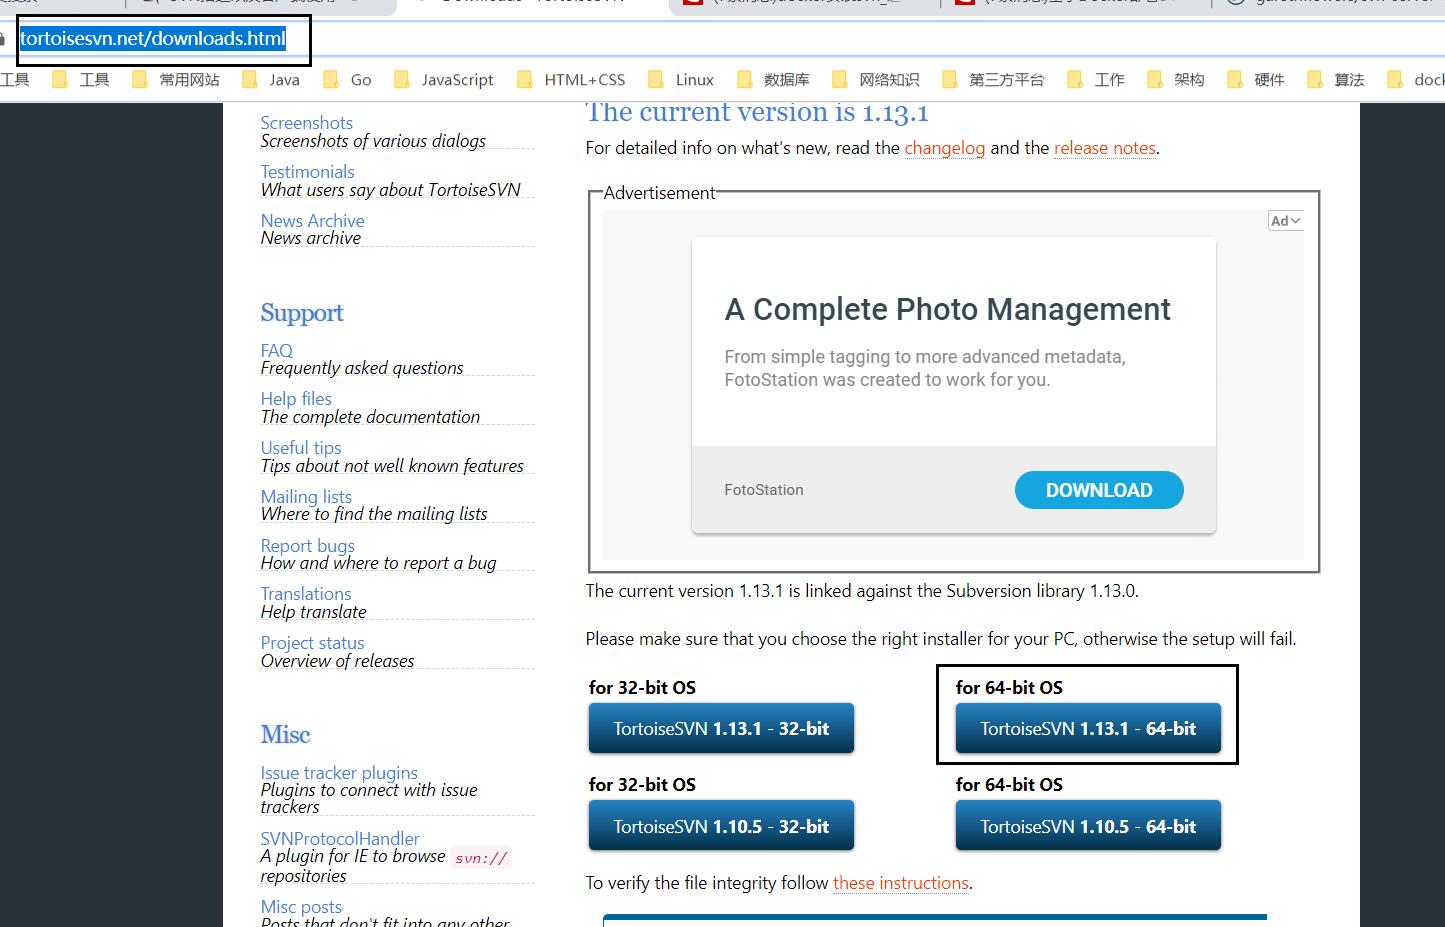 tortoisesvn.net/downloads.html
工具 工具 常用网站 Java Go JavaScript HTML+CSS Linux 数据库 网络知识 第三方平台 工作 架构 硬件 算法 dock
Screenshots
Screenshots of various dialogs
Testimonials
What users say about TortoiseSVN
News Archive
News archive
Support
FAQ
Frequently asked questions
Help files
The complete documentation
Useful tips
Tips about not well known features
Mailing lists
Where to find the mailing lists
Report bugs
How and where to report a bug
Translations
Help translate
Project status
Overview of releases
Misc
Issue tracker plugins
Plugins to connect with issue
trackers
SVNProtocolHandler
A plugin for IE to browse svn://
repositories
Misc posts
Posts that don't fit into any other
The current version is 1.13.1
For detailed info on what's new, read the changelog and the release notes.
Advertisement
Ad
A Complete Photo Management
From simple tagging to more advanced metadata,
FotoStation was created to work for you.
FotoStation
DOWNLOAD
The current version 1.13.1 is linked against the Subversion library 1.13.0.
Please make sure that you choose the right installer for your PC, otherwise the setup will fail.
for 32-bit OS for 64-bit OS
TortoiseSVN 1.13.1 - 32-bit TortoiseSVN 1.13.1 - 64-bit
for 32-bit OS for 64-bit OS
TortoiseSVN 1.10.5 - 32-bit TortoiseSVN 1.10.5 - 64-bit
To verify the file integrity follow these instructions.